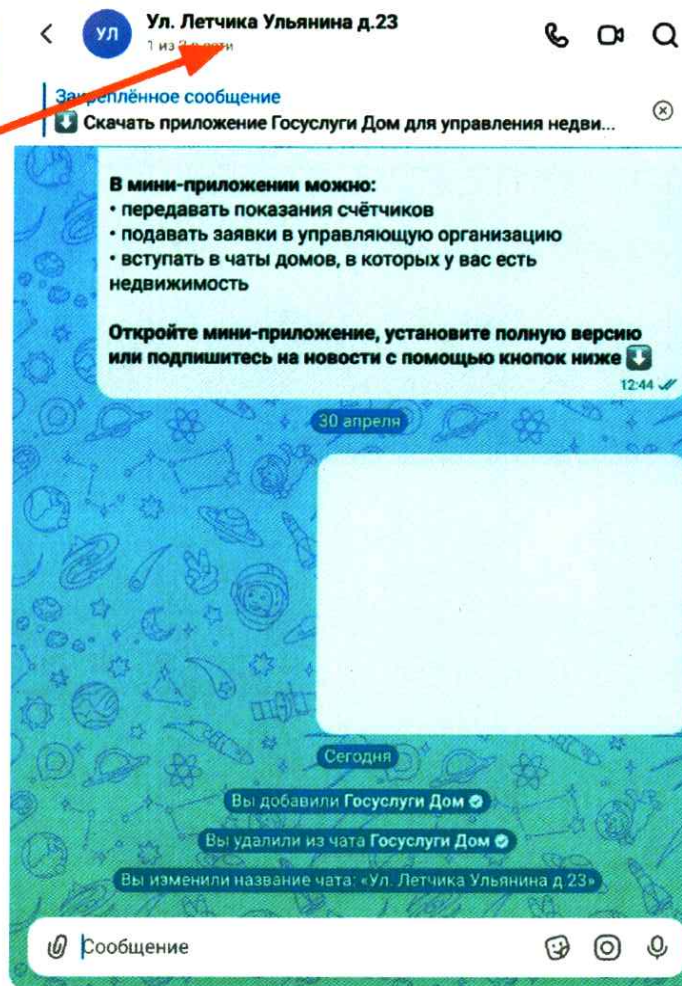 УЛ
Ул. Летчика Ульянина д.23
1 из
Закреплённое сообщение
Скачать приложение Госуслуги Дом для управления недви...
В мини-приложении можно:
• передавать показания счётчиков
• подавать заявки в управляющую организацию
• вступать в чаты домов, в которых у вас есть
недвижимость
Откройте мини-приложение, установите полную версию
или подпишитесь на новости с помощью кнопок ниже
12:44
30 апреля
Сегодня
Вы добавили Госуслуги Дом
Вы удалили из чата Госуслуги Дом
Вы изменили название чата: «Ул. Летчика Ульянина д 23»
Сообщение